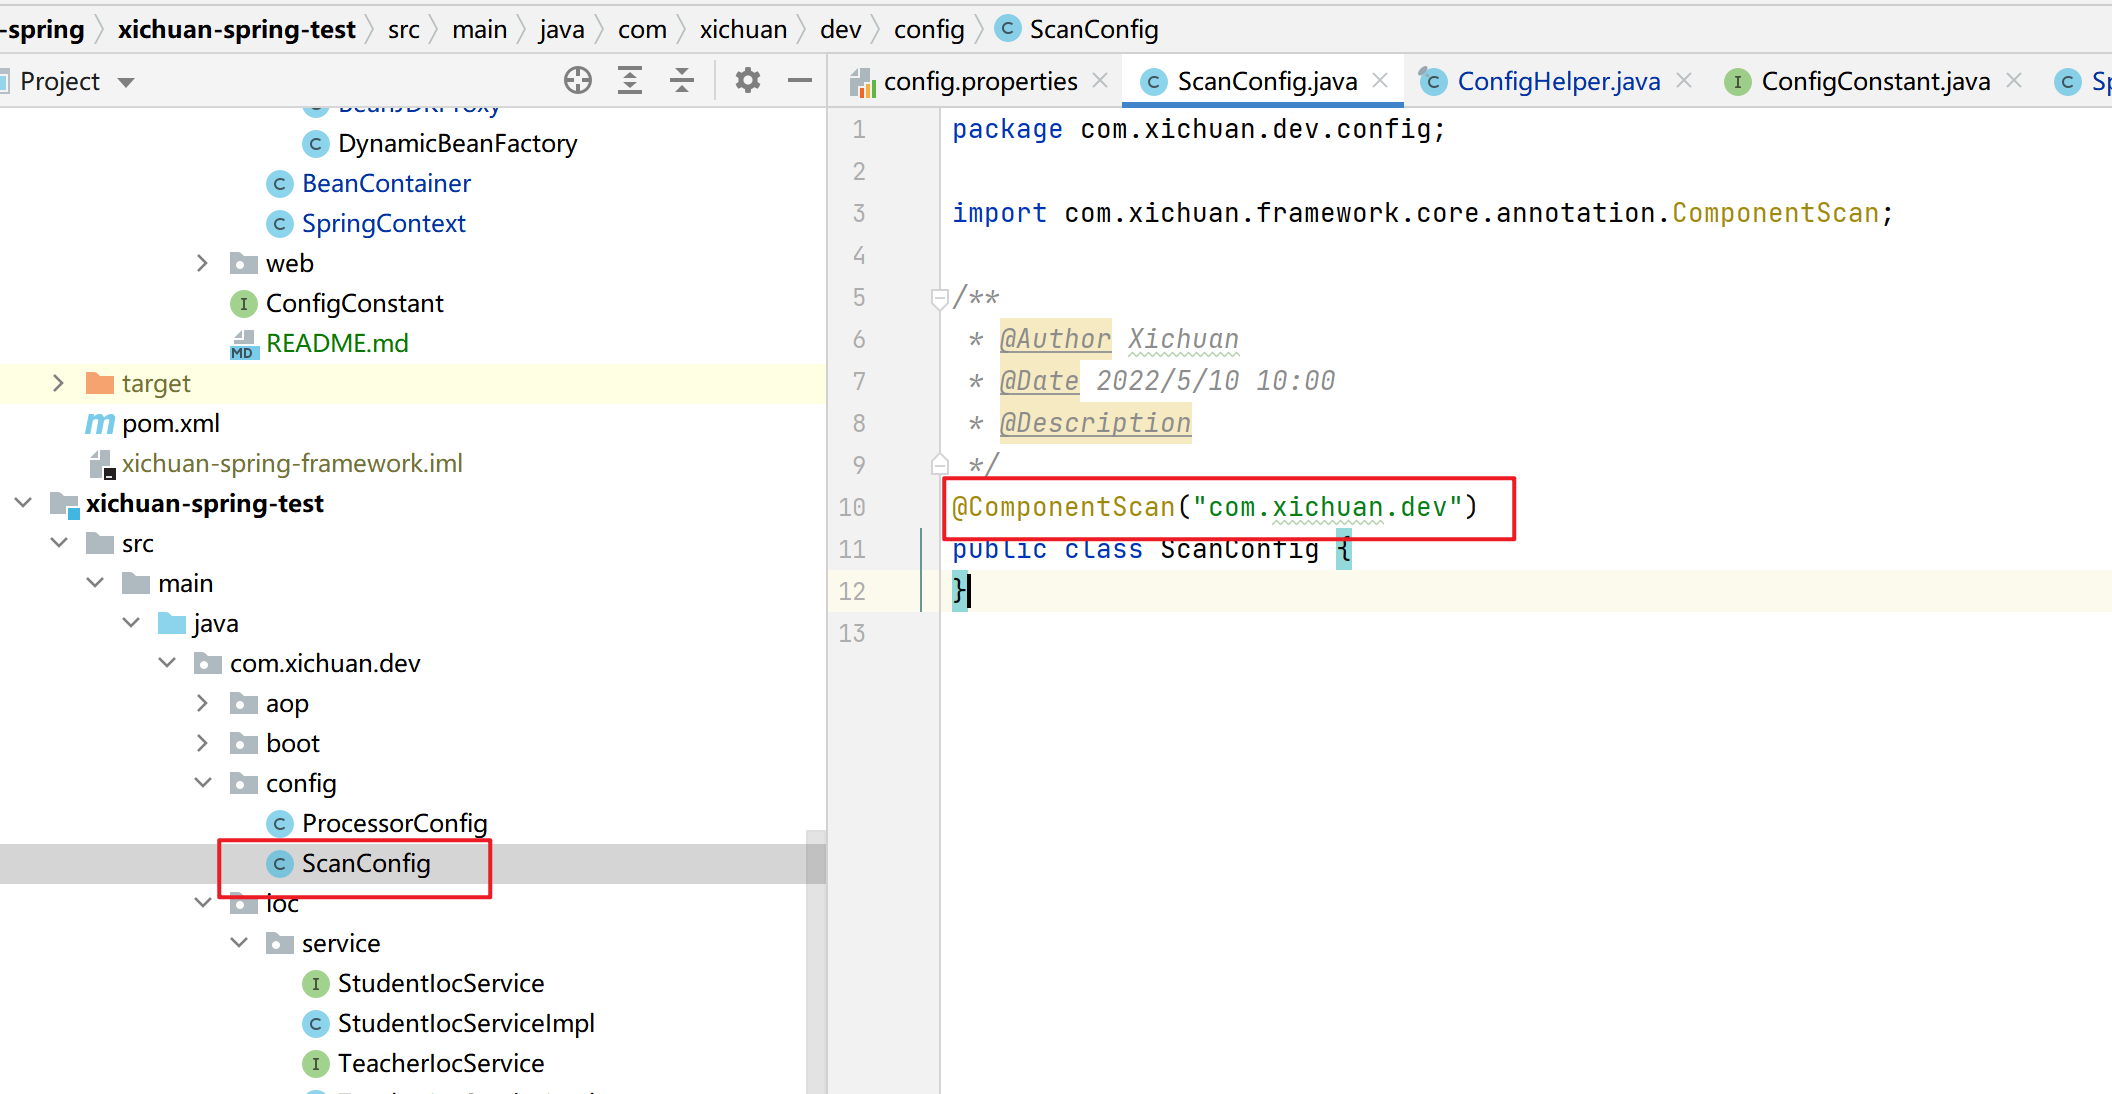 -spring xichuan-spring-test src main java com xichuan dev config ScanConfig
Project
config.properties ScanConfig.java ConfigHelper.java ConfigConstant.java
BeanJDKProxy
DynamicBeanFactory
BeanContainer
SpringContext
web
ConfigConstant
README.md
target
pom.xml
xichuan-spring-framework.iml
xichuan-spring-test
src
main
java
com.xichuan.dev
aop
boot
config
ProcessorConfig
ScanConfig
ioc
service
StudentIocService
StudentIocServiceImpl
TeacherIocService
1 package com.xichuan.dev.config;
2
3 import com.xichuan.framework.core.annotation.ComponentScan;
4
5 /**
6 * @Author Xichuan
7 * @Date 2022/5/10 10:00
8 * @Description
9 */
10 @ComponentScan("com.xichuan.dev")
11 public class ScanConfig {
12 }
13